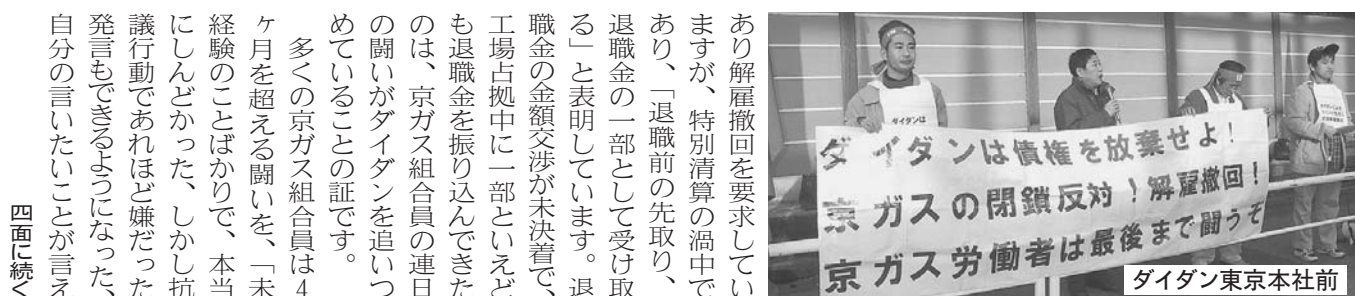 あり解雇撤回を要求してい
ますが、特別清算の渦中で
あり、「退職前の先取り、
退職金の一部として受け取
る」と表明しています。退
職金の金額交渉が未決着で、
工場占拠中に一部といえど
も退職金を振り込んできた
のは、京ガス組合員の連日
の闘いがダイダンを追いつ
めていることの証です。
多くの京ガス組合員は4
ヶ月を超える闘いを、「未
経験のことばかりで、本当
にしんどかった、しかし抗
議行動であれほど嫌だった
発言もできるようになった、
自分の言いたいことが言え
四面に続く
ダイダンは
ダイダンは債権を放棄せよ！
京ガスの閉鎖反対！解雇撤回！
京ガス労働者は最後まで闘うぞ
ダイダン東京本社前